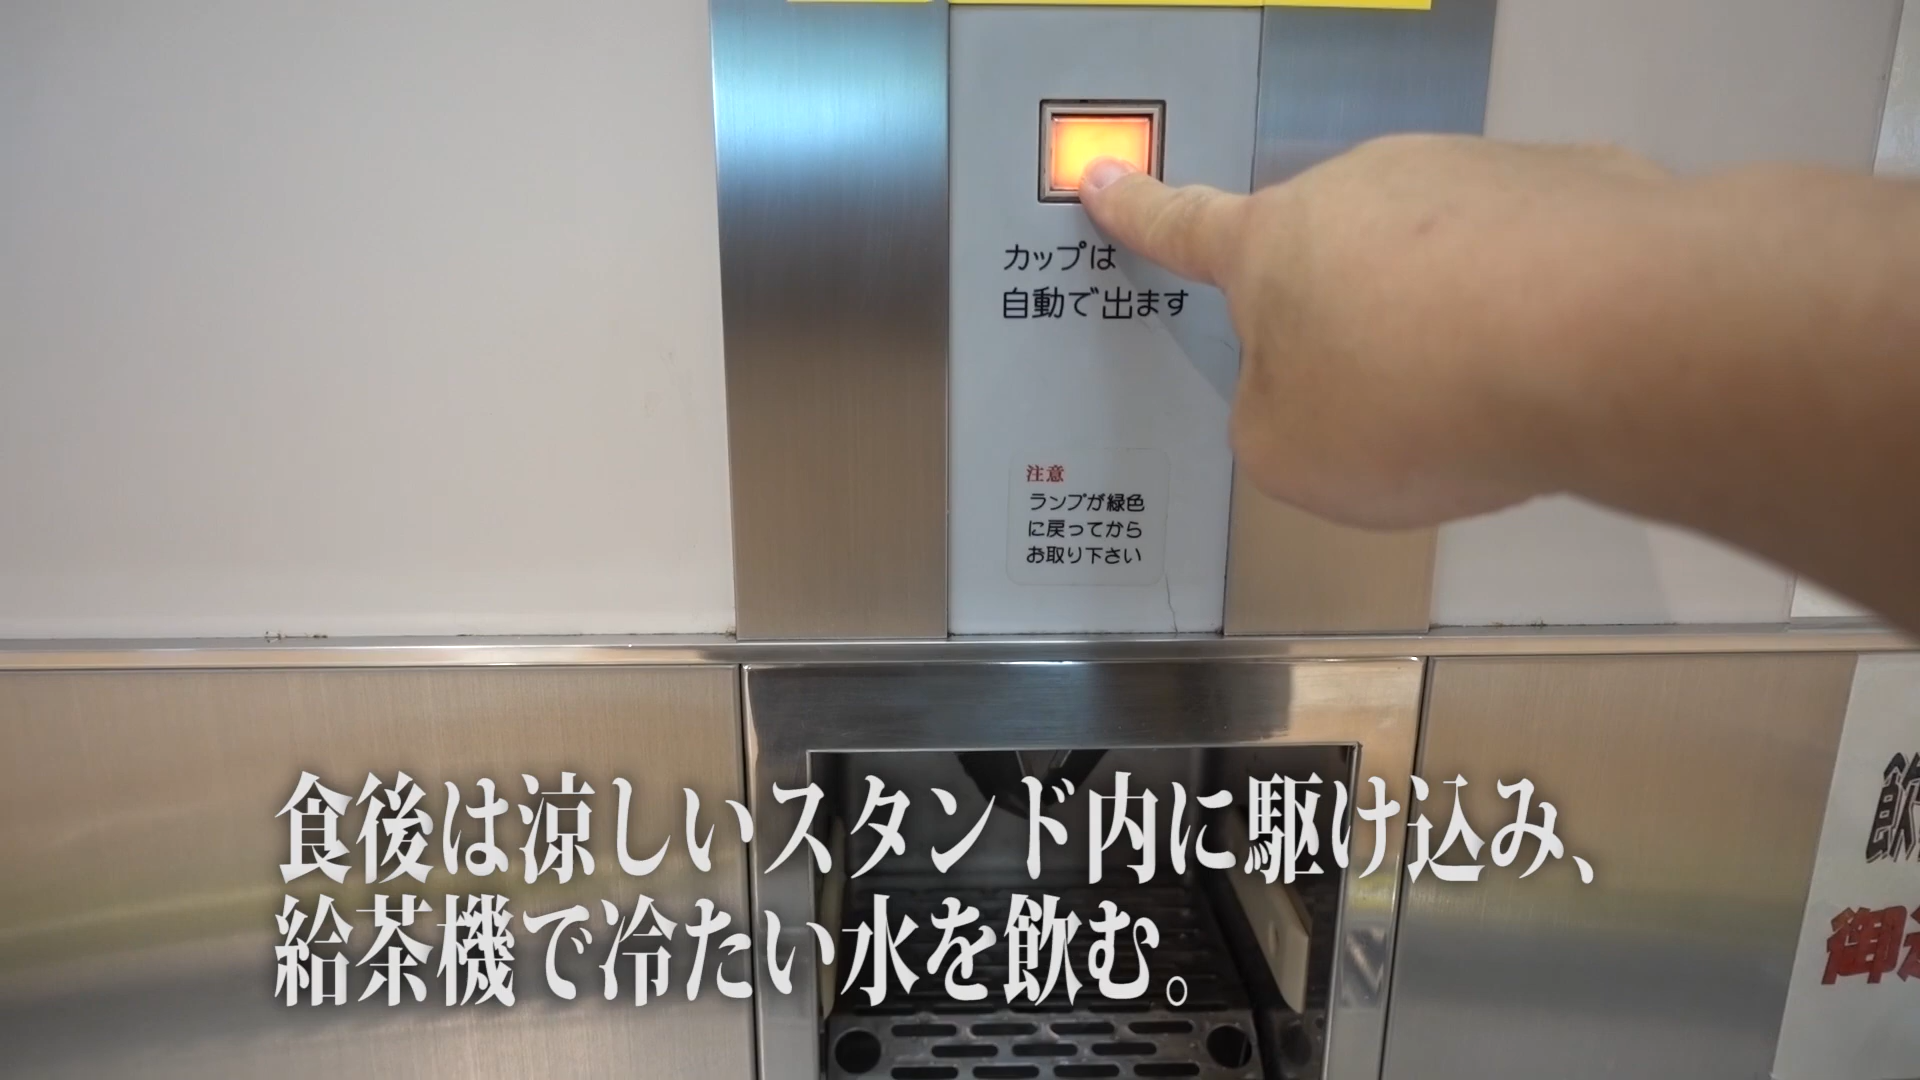 カップは
自動で出ます
注意
ランプが緑色
に戻ってから
お取り下さい
食後は涼しいスタンド内に駆け込み、
給茶機で冷たい水を飲む。
飲
御